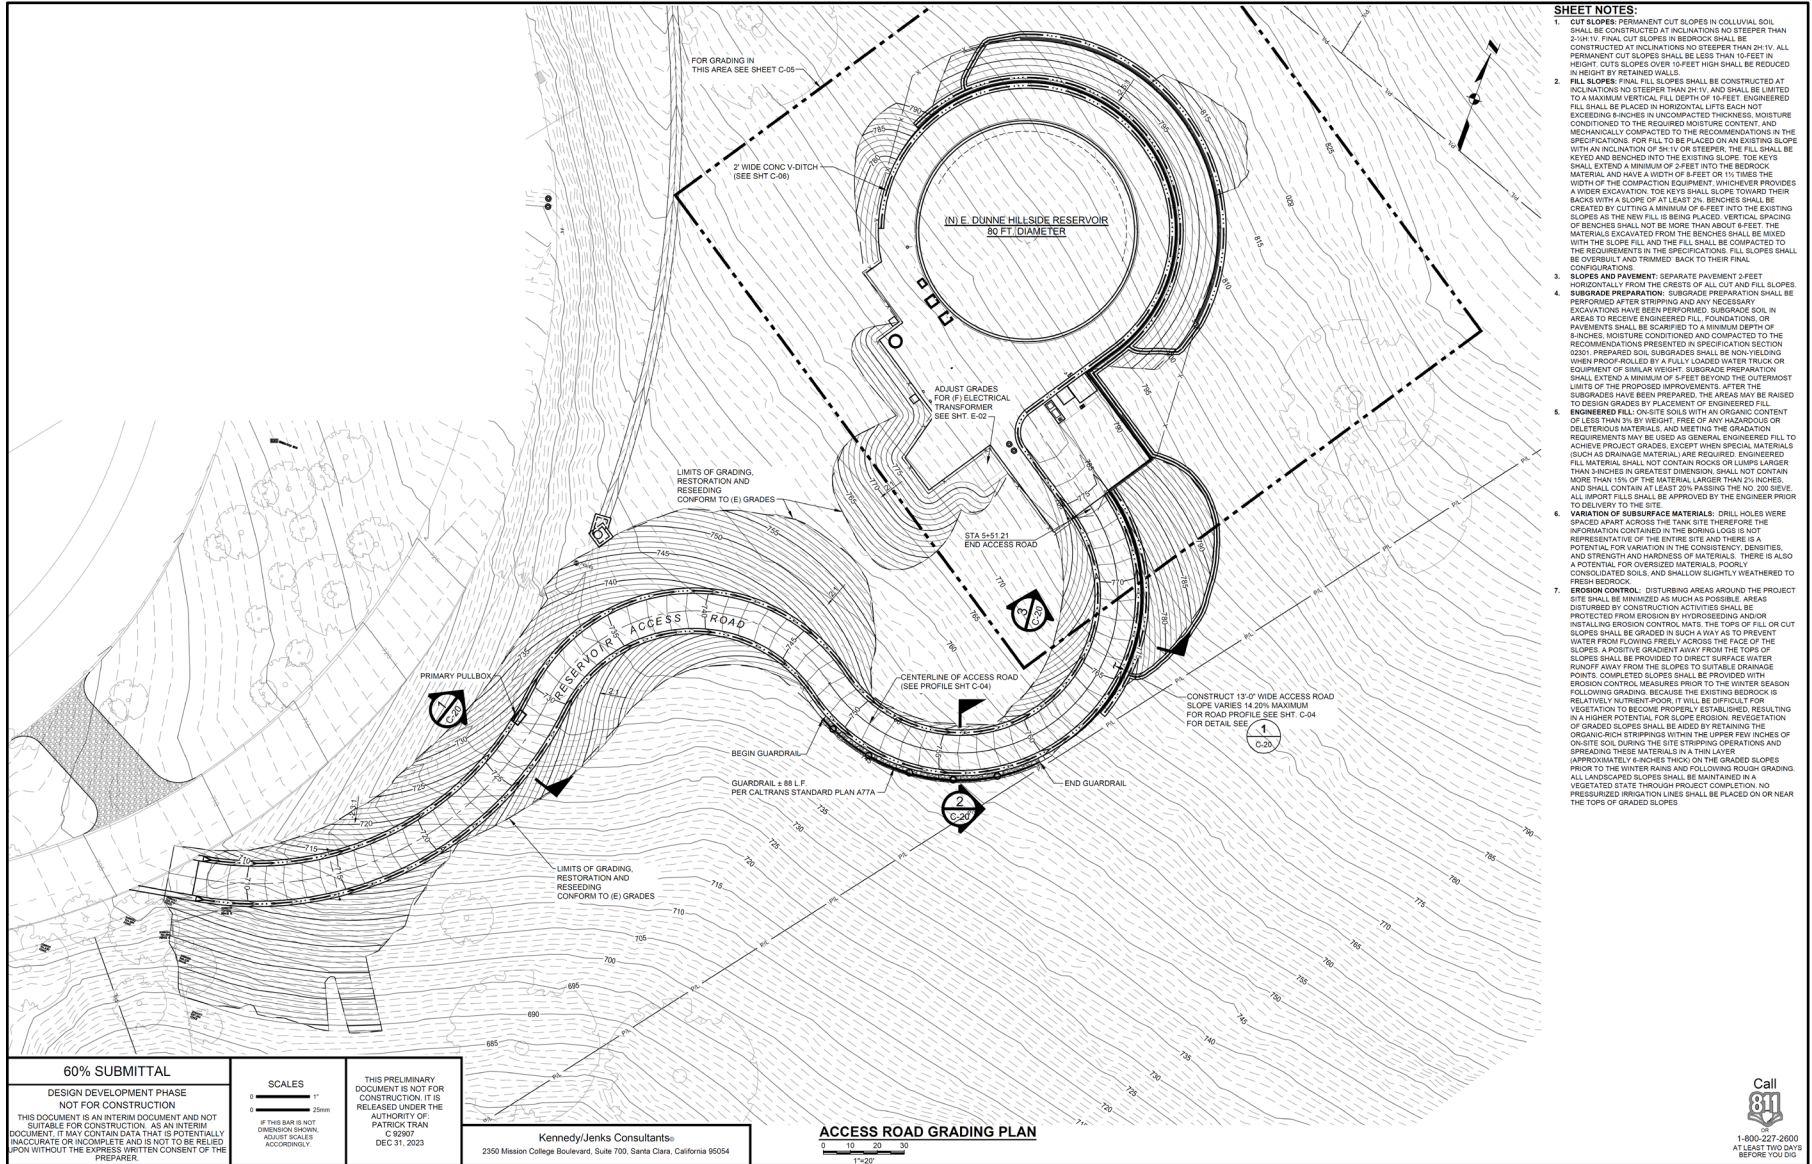 SHEET NOTES:
1. CUT SLOPES: PERMANENT CUT SLOPES IN COLLUVIAL SOIL
SHALL BE CONSTRUCTED AT INCLINATIONS NO STEEPER THAN
2-½H:1V. FINAL CUT SLOPES IN BEDROCK SHALL BE
CONSTRUCTED AT INCLINATIONS NO STEEPER THAN 2H:1V. ALL
PERMANENT CUT SLOPES SHALL BE LESS THAN 10-FEET IN
HEIGHT. CUTS SLOPES OVER 10-FEET HIGH SHALL BE REDUCED
IN HEIGHT BY RETAINED WALLS.
2. FILL SLOPES: FINAL FILL SLOPES SHALL BE CONSTRUCTED AT
INCLINATIONS NO STEEPER THAN 2H:1V, AND SHALL BE LIMITED
TO A MAXIMUM VERTICAL FILL DEPTH OF 10-FEET. ENGINEERED
FILL SHALL BE PLACED IN HORIZONTAL LIFTS EACH NOT
EXCEEDING 8-INCHES IN UNCOMPACTED THICKNESS, MOISTURE
CONDITIONED TO THE REQUIRED MOISTURE CONTENT, AND
MECHANICALLY COMPACTED TO THE RECOMMENDATIONS IN THE
SPECIFICATIONS. FOR FILL TO BE PLACED ON AN EXISTING SLOPE
WITH AN INCLINATION OF 5H:1V OR STEEPER, THE FILL SHALL BE
KEYED AND BENCHED INTO THE EXISTING SLOPE. TOE KEYS
SHALL EXTEND A MINIMUM OF 2-FEET INTO THE BEDROCK
MATERIAL AND HAVE A WIDTH OF 8-FEET OR 1½ TIMES THE
WIDTH OF THE COMPACTION EQUIPMENT, WHICHEVER PROVIDES
A WIDER EXCAVATION. TOE KEYS SHALL SLOPE TOWARD THEIR
BACKS WITH A SLOPE OF AT LEAST 2%. BENCHES SHALL BE
CREATED BY CUTTING A MINIMUM OF 6-FEET INTO THE EXISTING
SLOPES AS THE NEW FILL IS BEING PLACED. VERTICAL SPACING
OF BENCHES SHALL NOT BE MORE THAN ABOUT 6-FEET. THE
MATERIALS EXCAVATED FROM THE BENCHES SHALL BE MIXED
WITH THE SLOPE FILL AND THE FILL SHALL BE COMPACTED TO
THE REQUIREMENTS IN THE SPECIFICATIONS. FILL SLOPES SHALL
BE OVERBUILT AND TRIMMED' BACK TO THEIR FINAL
CONFIGURATIONS.
3. SLOPES AND PAVEMENT: SEPARATE PAVEMENT 2-FEET
HORIZONTALLY FROM THE CRESTS OF ALL CUT AND FILL SLOPES.
4. SUBGRADE PREPARATION: SUBGRADE PREPARATION SHALL BE
PERFORMED AFTER STRIPPING AND ANY NECESSARY
EXCAVATIONS HAVE BEEN PERFORMED. SUBGRADE SOIL IN
AREAS TO RECEIVE ENGINEERED FILL, FOUNDATIONS, OR
PAVEMENTS SHALL BE SCARIFIED TO A MINIMUM DEPTH OF
8-INCHES, MOISTURE CONDITIONED AND COMPACTED TO THE
RECOMMENDATIONS PRESENTED IN SPECIFICATION SECTION
02301. PREPARED SOIL SUBGRADES SHALL BE NON-YIELDING
WHEN PROOF-ROLLED BY A FULLY LOADED WATER TRUCK OR
EQUIPMENT OF SIMILAR WEIGHT. SUBGRADE PREPARATION
SHALL EXTEND A MINIMUM OF 5-FEET BEYOND THE OUTERMOST
LIMITS OF THE PROPOSED IMPROVEMENTS. AFTER THE
SUBGRADES HAVE BEEN PREPARED, THE AREAS MAY BE RAISED
TO DESIGN GRADES BY PLACEMENT OF ENGINEERED FILL.
5. ENGINEERED FILL: ON-SITE SOILS WITH AN ORGANIC CONTENT
OF LESS THAN 3% BY WEIGHT, FREE OF ANY HAZARDOUS OR
DELETERIOUS MATERIALS, AND MEETING THE GRADATION
REQUIREMENTS MAY BE USED AS GENERAL ENGINEERED FILL TO
ACHIEVE PROJECT GRADES, EXCEPT WHEN SPECIAL MATERIALS
(SUCH AS DRAINAGE MATERIAL) ARE REQUIRED. ENGINEERED
FILL MATERIAL SHALL NOT CONTAIN ROCKS OR LUMPS LARGER
THAN 3-INCHES IN GREATEST DIMENSION, SHALL NOT CONTAIN
MORE THAN 15% OF THE MATERIAL LARGER THAN 2½ INCHES,
AND SHALL CONTAIN AT LEAST 20% PASSING THE NO. 200 SIEVE.
ALL IMPORT FILLS SHALL BE APPROVED BY THE ENGINEER PRIOR
TO DELIVERY TO THE SITE.
6. VARIATION OF SUBSURFACE MATERIALS: DRILL HOLES WERE
SPACED APART ACROSS THE TANK SITE THEREFORE THE
INFORMATION CONTAINED IN THE BORING LOGS IS NOT
REPRESENTATIVE OF THE ENTIRE SITE AND THERE IS A
POTENTIAL FOR VARIATION IN THE CONSISTENCY, DENSITIES,
AND STRENGTH AND HARDNESS OF MATERIALS. THERE IS ALSO
A POTENTIAL FOR OVERSIZED MATERIALS, POORLY
CONSOLIDATED SOILS, AND SHALLOW SLIGHTLY WEATHERED TO
FRESH BEDROCK.
7. EROSION CONTROL: DISTURBING AREAS AROUND THE PROJECT
SITE SHALL BE MINIMIZED AS MUCH AS POSSIBLE. AREAS
DISTURBED BY CONSTRUCTION ACTIVITIES SHALL BE
PROTECTED FROM EROSION BY HYDROSEEDING AND/OR
INSTALLING EROSION CONTROL MATS. THE TOPS OF FILL OR CUT
SLOPES SHALL BE GRADED IN SUCH A WAY AS TO PREVENT
WATER FROM FLOWING FREELY ACROSS THE FACE OF THE
SLOPES. A POSITIVE GRADIENT AWAY FROM THE TOPS OF
SLOPES SHALL BE PROVIDED TO DIRECT SURFACE WATER
RUNOFF AWAY FROM THE SLOPES TO SUITABLE DRAINAGE
POINTS. COMPLETED SLOPES SHALL BE PROVIDED WITH
EROSION CONTROL MEASURES PRIOR TO THE WINTER SEASON
FOLLOWING GRADING. BECAUSE THE EXISTING BEDROCK IS
RELATIVELY NUTRIENT-POOR, IT WILL BE DIFFICULT FOR
VEGETATION TO BECOME PROPERLY ESTABLISHED, RESULTING
IN A HIGHER POTENTIAL FOR SLOPE EROSION. REVEGETATION
OF GRADED SLOPES SHALL BE AIDED BY RETAINING THE
ORGANIC-RICH STRIPPINGS WITHIN THE UPPER FEW INCHES OF
ON-SITE SOIL DURING THE SITE STRIPPING OPERATIONS AND
SPREADING THESE MATERIALS IN A THIN LAYER
(APPROXIMATELY 6-INCHES THICK) ON THE GRADED SLOPES
PRIOR TO THE WINTER RAINS AND FOLLOWING ROUGH GRADING.
ALL LANDSCAPED SLOPES SHALL BE MAINTAINED IN A
VEGETATED STATE THROUGH PROJECT COMPLETION. NO
PRESSURIZED IRRIGATION LINES SHALL BE PLACED ON OR NEAR
THE TOPS OF GRADED SLOPES
FOR GRADING IN
THIS AREA SEE SHEET C-05
2' WIDE CONC V-DITCH
(SEE SHT C-06)
(N) E. DUNNE HILLSIDE RESERVOIR
80 FT. DIAMETER
ADJUST GRADES
FOR (F) ELECTRICAL
TRANSFORMER
SEE SHT. E-02
LIMITS OF GRADING,
RESTORATION AND
RESEEDING
CONFORM TO (E) GRADES
STA 5+51.21
END ACCESS ROAD
RESERVOIR ACCESS ROAD
PRIMARY PULLBOX
1
C-20
3
C-20
CENTERLINE OF ACCESS ROAD
(SEE PROFILE SHT C-04)
CONSTRUCT 13'-0" WIDE ACCESS ROAD
SLOPE VARIES 14.20% MAXIMUM
FOR ROAD PROFILE SEE SHT. C-04
FOR DETAIL SEE
1
C-20
BEGIN GUARDRAIL
GUARDRAIL ± 88 L.F.
PER CALTRANS STANDARD PLAN A77A
END GUARDRAIL
2
C-20
LIMITS OF GRADING,
RESTORATION AND
RESEEDING
CONFORM TO (E) GRADES
60% SUBMITTAL
DESIGN DEVELOPMENT PHASE
NOT FOR CONSTRUCTION
THIS DOCUMENT IS AN INTERIM DOCUMENT AND NOT
SUITABLE FOR CONSTRUCTION. AS AN INTERIM
DOCUMENT, IT MAY CONTAIN DATA THAT IS POTENTIALLY
INACCURATE OR INCOMPLETE AND IS NOT TO BE RELIED
UPON WITHOUT THE EXPRESS WRITTEN CONSENT OF THE
PREPARER.
SCALES
0 1"
0 25mm
IF THIS BAR IS NOT
DIMENSION SHOWN,
ADJUST SCALES
ACCORDINGLY.
THIS PRELIMINARY
DOCUMENT IS NOT FOR
CONSTRUCTION. IT IS
RELEASED UNDER THE
AUTHORITY OF:
PATRICK TRAN
C 92907
DEC 31, 2023
Kennedy/Jenks Consultants®
2350 Mission College Boulevard, Suite 700, Santa Clara, California 95054
ACCESS ROAD GRADING PLAN
0 10 20 30
1"=20'
Call
811
OR
1-800-227-2600
AT LEAST TWO DAYS
BEFORE YOU DIG